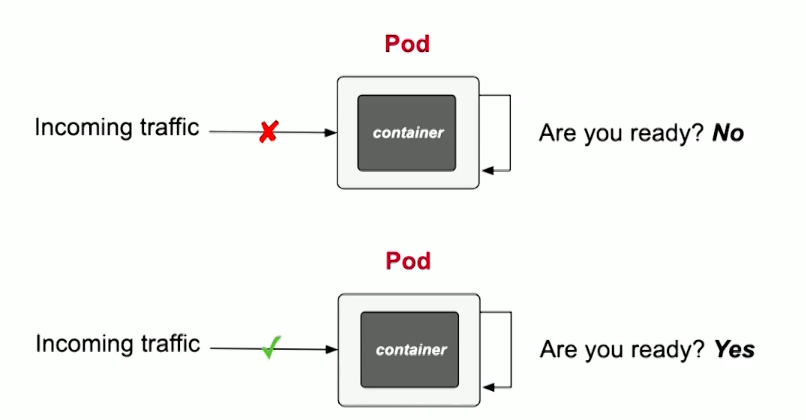 Pod
Incoming traffic
container
Are you ready? No
Pod
Incoming traffic
container
Are you ready? Yes